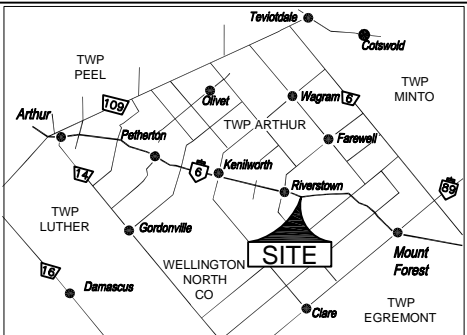 Teviotdale
Cotswold
TWP
PEEL
TWP
MINTO
Arthur
109
Olivet
Wagram
6
TWP ARTHUR
Petherton
Farewell
14
6
Kenilworth
Riverstown
89
TWP
LUTHER
Gordonville
Mount
Forest
WELLINGTON
NORTH
CO
SITE
16
Damascus
Clare
TWP
EGREMONT